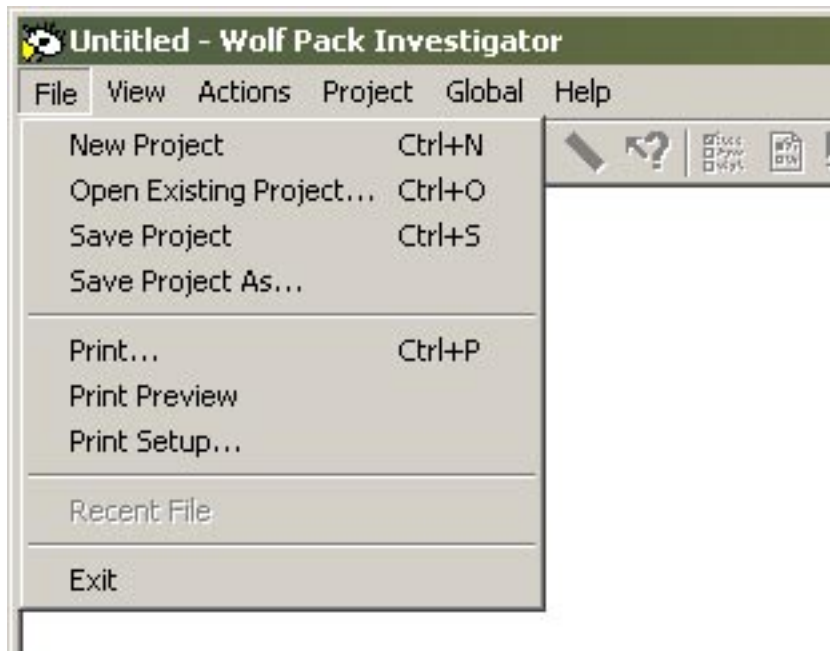 Untitled - Wolf Pack Investigator
File View Actions Project Global Help
New Project Ctrl+N
Open Existing Project... Ctrl+O
Save Project Ctrl+S
Save Project As...
Print... Ctrl+P
Print Preview
Print Setup...
Recent File
Exit